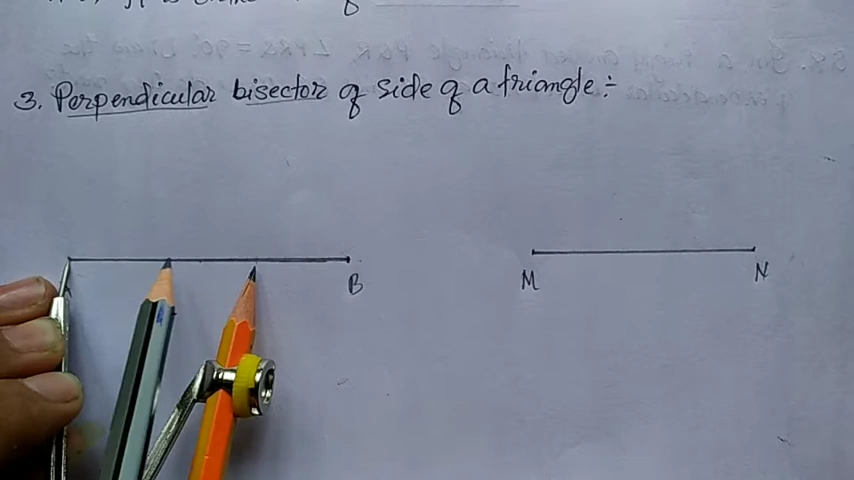 3. Perpendicular bisector of side of a triangle :-
B
M
N